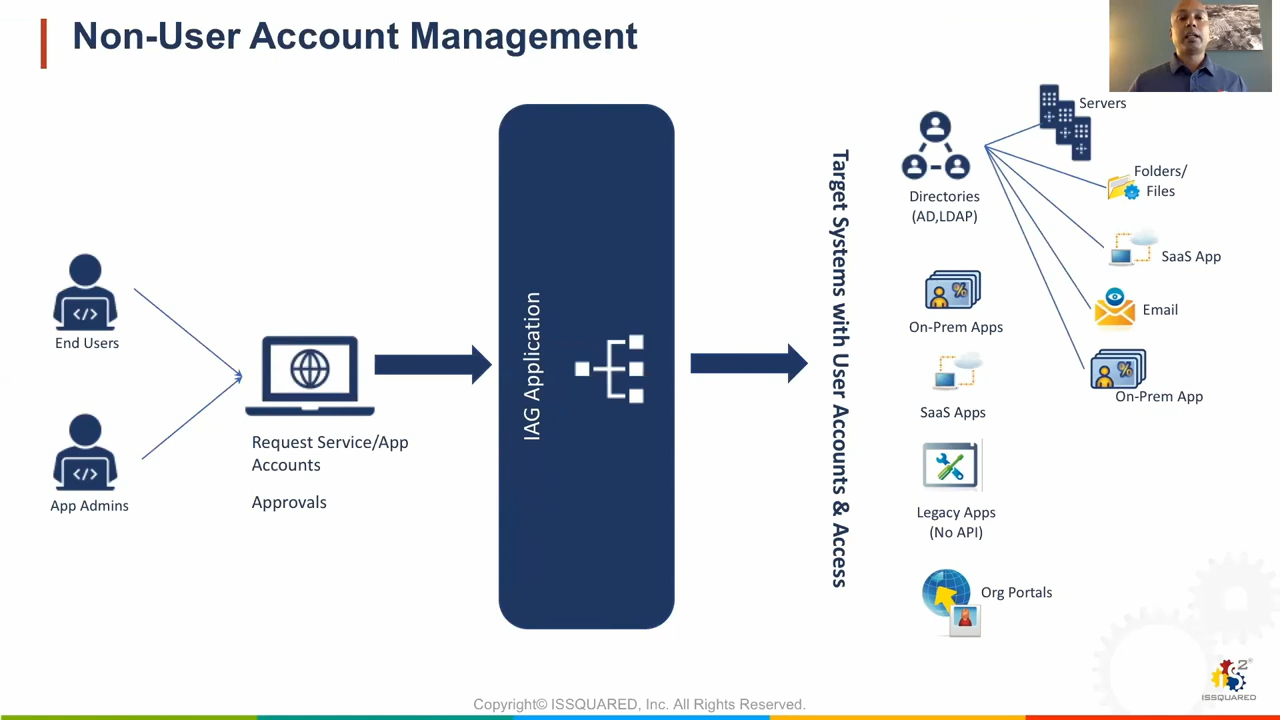 Non-User Account Management
Servers
Folders/
Files
Directories
(AD,LDAP)
SaaS App
Email
On-Prem Apps
On-Prem App
SaaS Apps
Legacy Apps
(No API)
Org Portals
Target Systems with User Accounts & Access
IAG Application
End Users
App Admins
Request Service/App
Accounts
Approvals
Copyright© ISSQUARED, Inc. All Rights Reserved.
2®
ISSQUARED